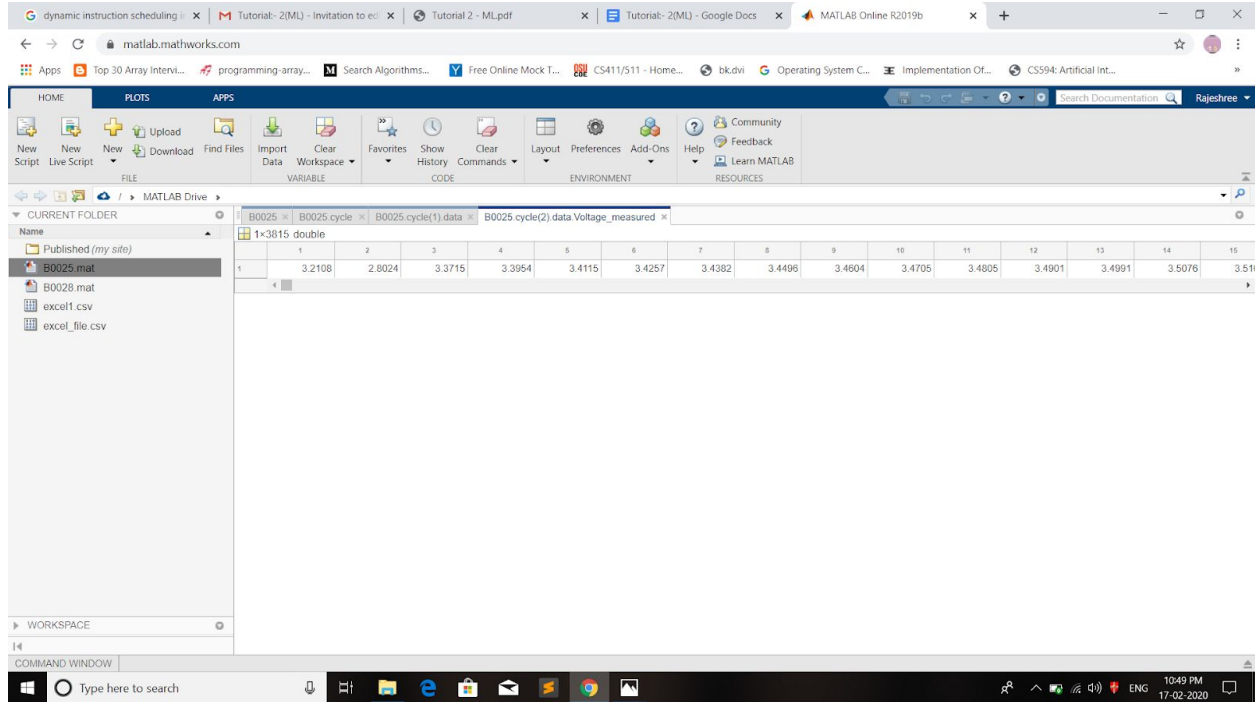 dynamic instruction scheduling i
Tutorial:- 2(ML) - Invitation to ed
Tutorial 2 - ML.pdf
Tutorial:- 2(ML) - Google Docs
MATLAB Online R2019b
matlab.mathworks.com
Apps
Top 30 Array Intervi...
programming-array...
Search Algorithms...
Free Online Mock T...
CS411/511 - Home...
bk.dvi
Operating System C...
Implementation Of...
CS594: Artificial Int...
HOME PLOTS APPS
Search Documentation
Rajeshree
New Script
New Live Script
New
Upload
Download
Find Files
Import Data
Clear Workspace
Favorites
Show History
Clear Commands
Layout
Preferences
Add-Ons
Help
Community
Feedback
Learn MATLAB
FILE VARIABLE CODE ENVIRONMENT RESOURCES
/ MATLAB Drive
CURRENT FOLDER
Name
Published (my site)
B0025.mat
B0028.mat
excel1.csv
excel_file.csv
B0025 B0025.cycle B0025.cycle(1).data B0025.cycle(2).data.Voltage_measured
1×3815 double
1 2 3 4 5 6 7 8 9 10 11 12 13 14 15
1 3.2108 2.8024 3.3715 3.3954 3.4115 3.4257 3.4382 3.4496 3.4604 3.4705 3.4805 3.4901 3.4991 3.5076 3.51
WORKSPACE
COMMAND WINDOW
Type here to search
ENG
10:49 PM
17-02-2020